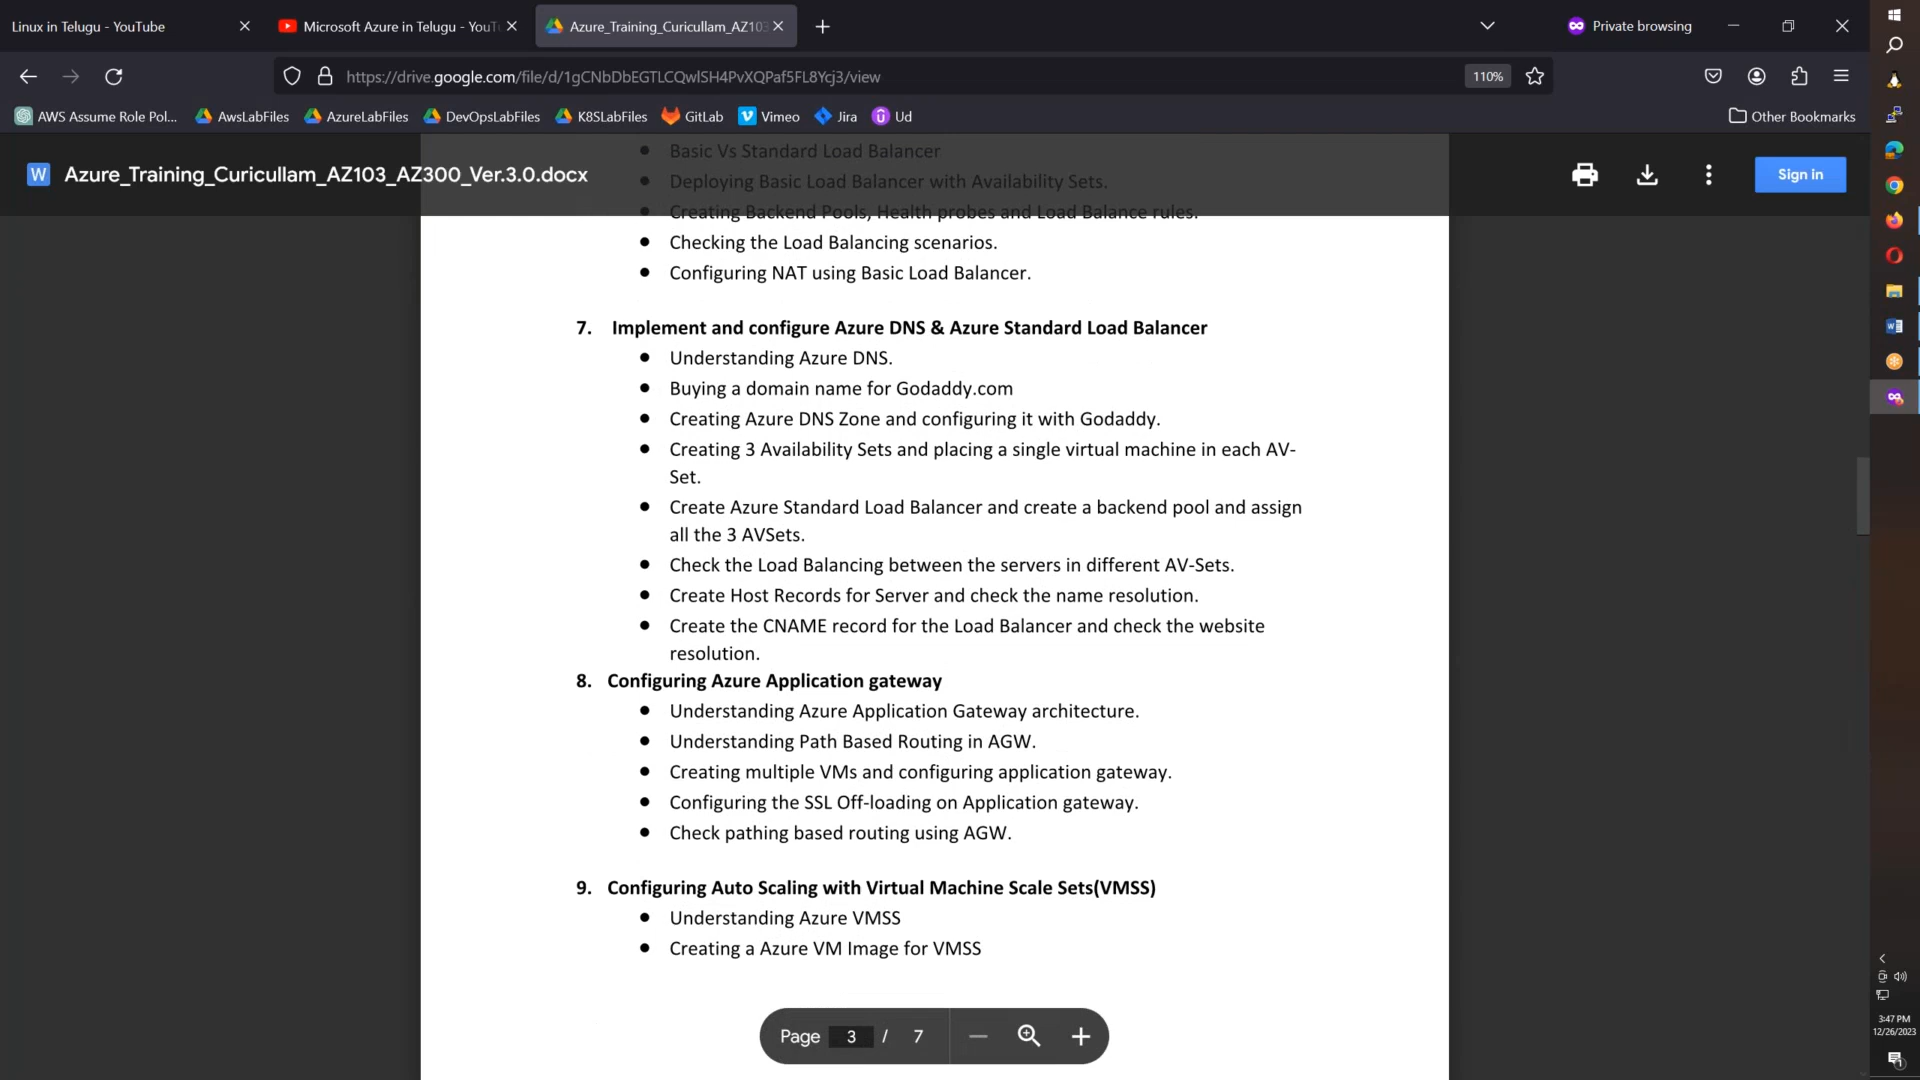 Linux in Telugu - YouTube
Microsoft Azure in Telugu - YouT
Azure_Training_Curicullam_AZ103
Private browsing
https://drive.google.com/file/d/1gCNbDbEGTLCQwlSH4PvXQPaf5FL8Ycj3/view
110%
AWS Assume Role Pol...
AwsLabFiles
AzureLabFiles
DevOpsLabFiles
K8SLabFiles
GitLab
Vimeo
Jira
Ud
Other Bookmarks
Azure_Training_Curicullam_AZ103_AZ300_Ver.3.0.docx
Sign in
• Basic Vs Standard Load Balancer
• Deploying Basic Load Balancer with Availability Sets.
• Creating Backend Pools, Health probes and Load Balance rules.
• Checking the Load Balancing scenarios.
• Configuring NAT using Basic Load Balancer.
7. Implement and configure Azure DNS & Azure Standard Load Balancer
• Understanding Azure DNS.
• Buying a domain name for Godaddy.com
• Creating Azure DNS Zone and configuring it with Godaddy.
• Creating 3 Availability Sets and placing a single virtual machine in each AV-
Set.
• Create Azure Standard Load Balancer and create a backend pool and assign
all the 3 AVSets.
• Check the Load Balancing between the servers in different AV-Sets.
• Create Host Records for Server and check the name resolution.
• Create the CNAME record for the Load Balancer and check the website
resolution.
8. Configuring Azure Application gateway
• Understanding Azure Application Gateway architecture.
• Understanding Path Based Routing in AGW.
• Creating multiple VMs and configuring application gateway.
• Configuring the SSL Off-loading on Application gateway.
• Check pathing based routing using AGW.
9. Configuring Auto Scaling with Virtual Machine Scale Sets(VMSS)
• Understanding Azure VMSS
• Creating a Azure VM Image for VMSS
Page 3 / 7
3:47 PM
12/26/2023